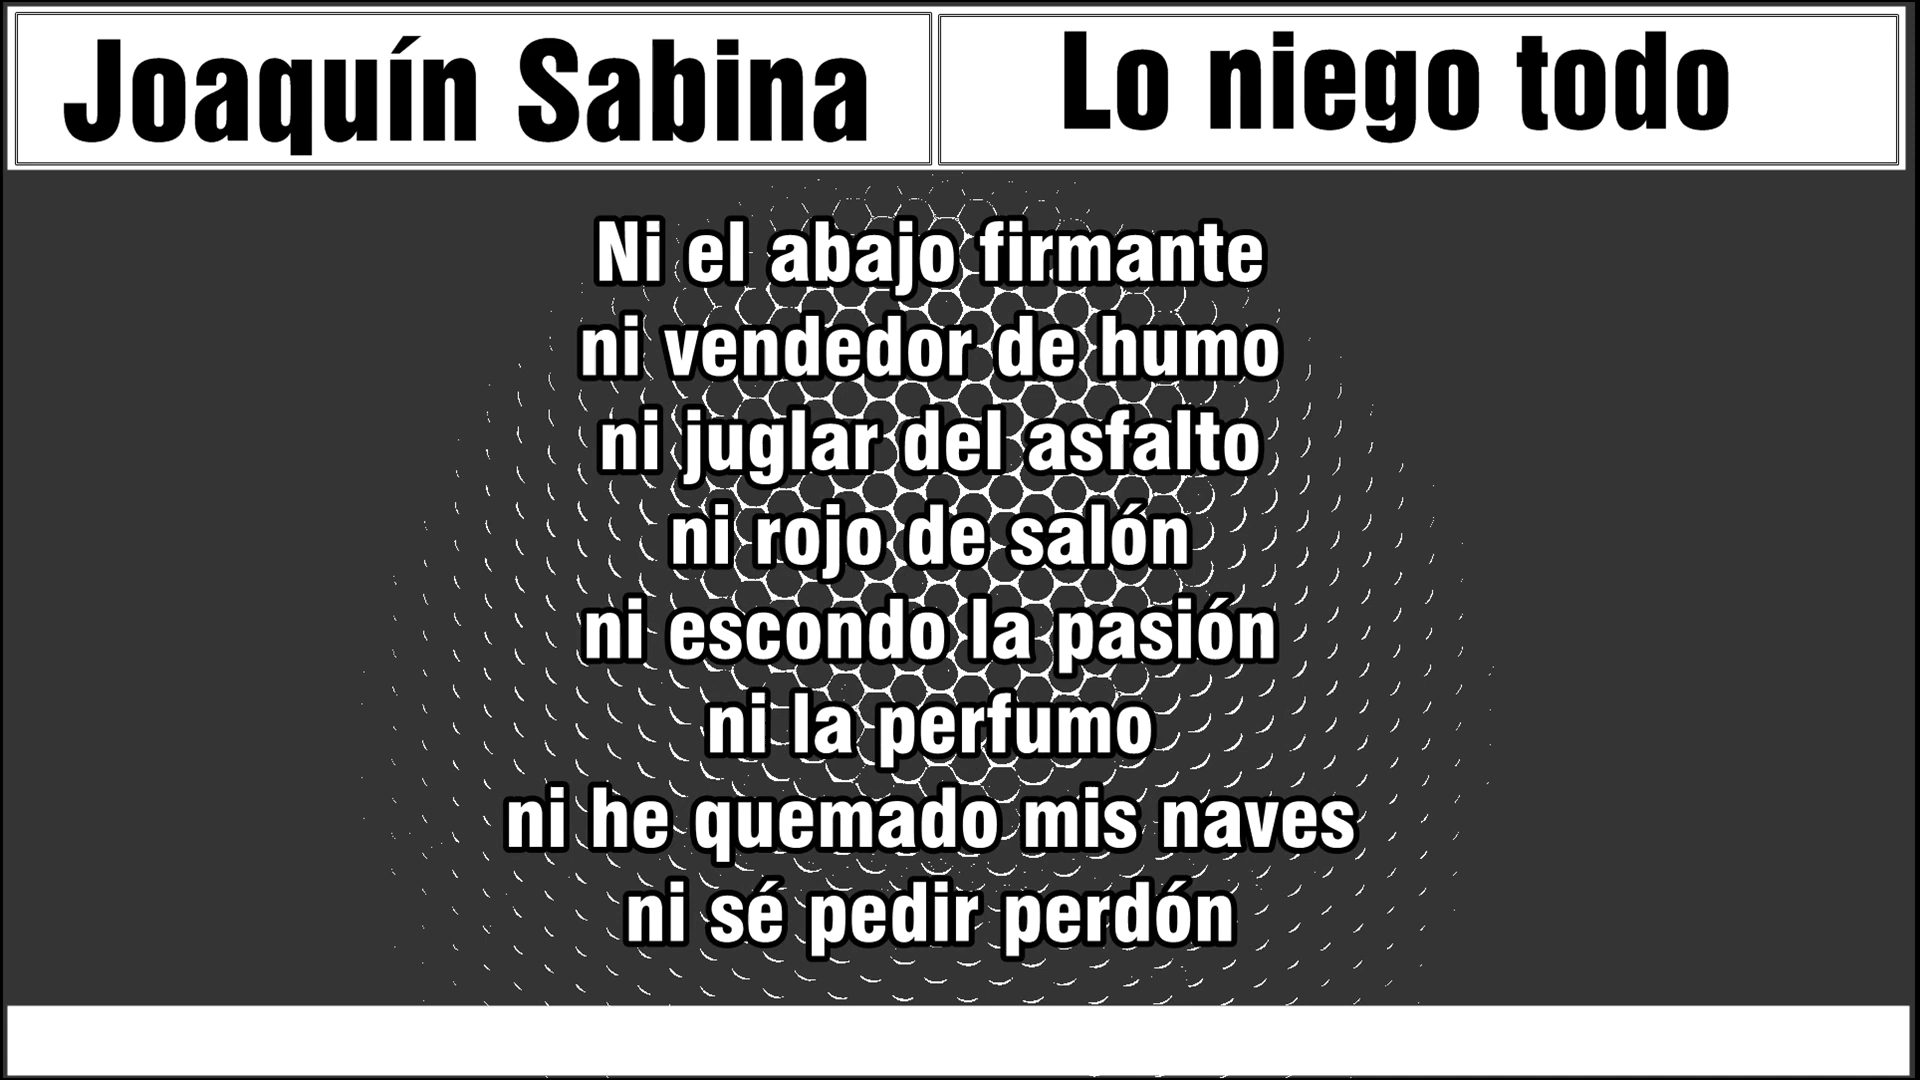 Joaquín Sabina
Lo niego todo
Ni el abajo firmante
ni vendedor de humo
ni juglar del asfalto
ni rojo de salón
ni escondo la pasión
ni la perfumo
ni he quemado mis naves
ni sé pedir perdón